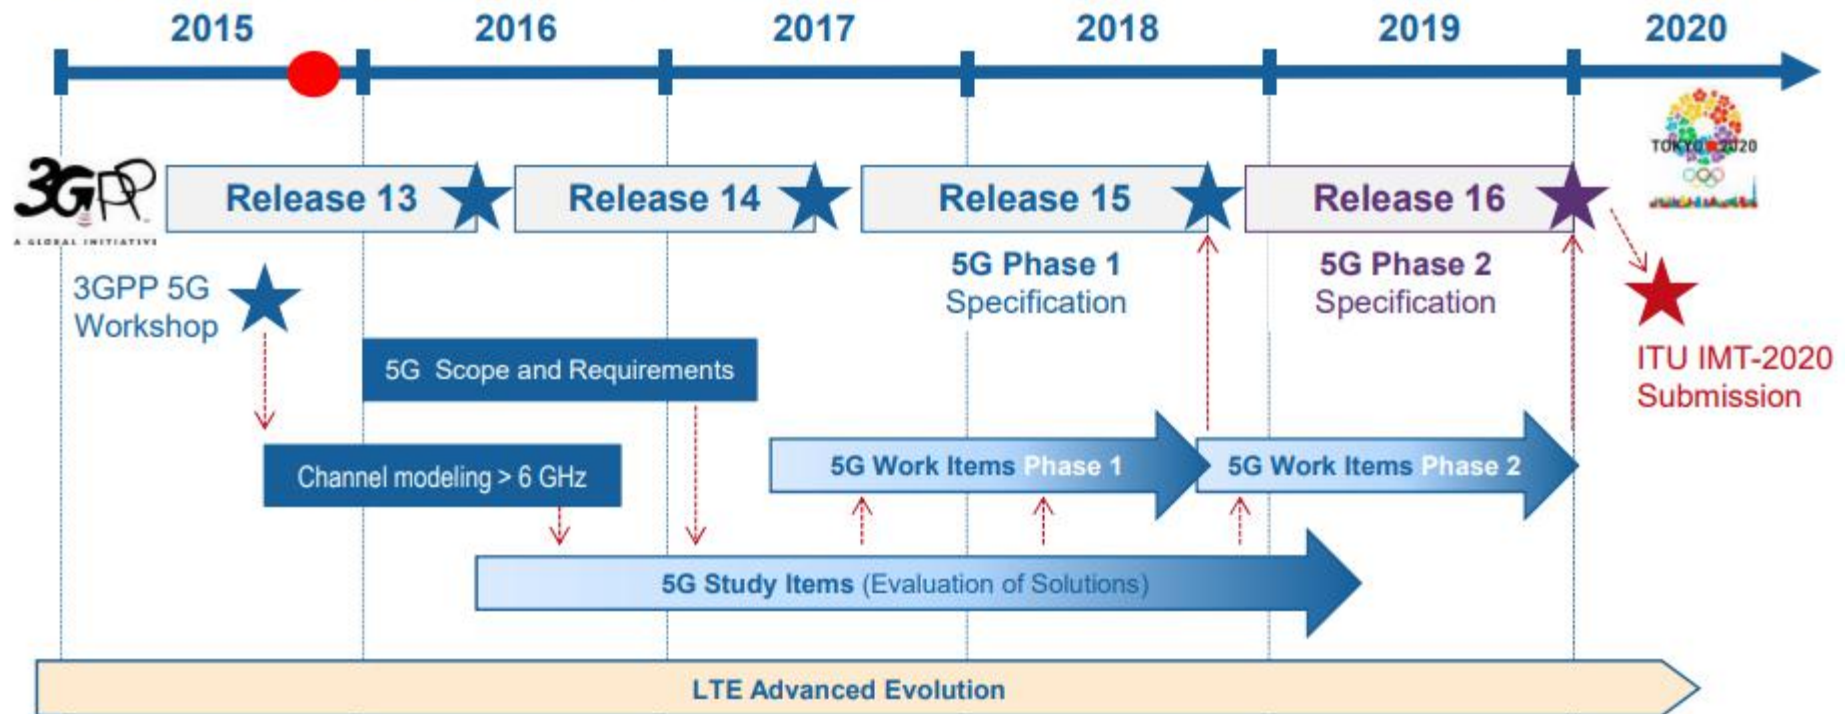 2015 2016 2017 2018 2019 2020
3GPP
A GLOBAL INITIATIVE
Release 13
Release 14
Release 15
Release 16
TOKYO 2020
3GPP 5G
Workshop
5G Phase 1
Specification
5G Phase 2
Specification
ITU IMT-2020
Submission
5G Scope and Requirements
Channel modeling > 6 GHz
5G Work Items Phase 1
5G Work Items Phase 2
5G Study Items (Evaluation of Solutions)
LTE Advanced Evolution